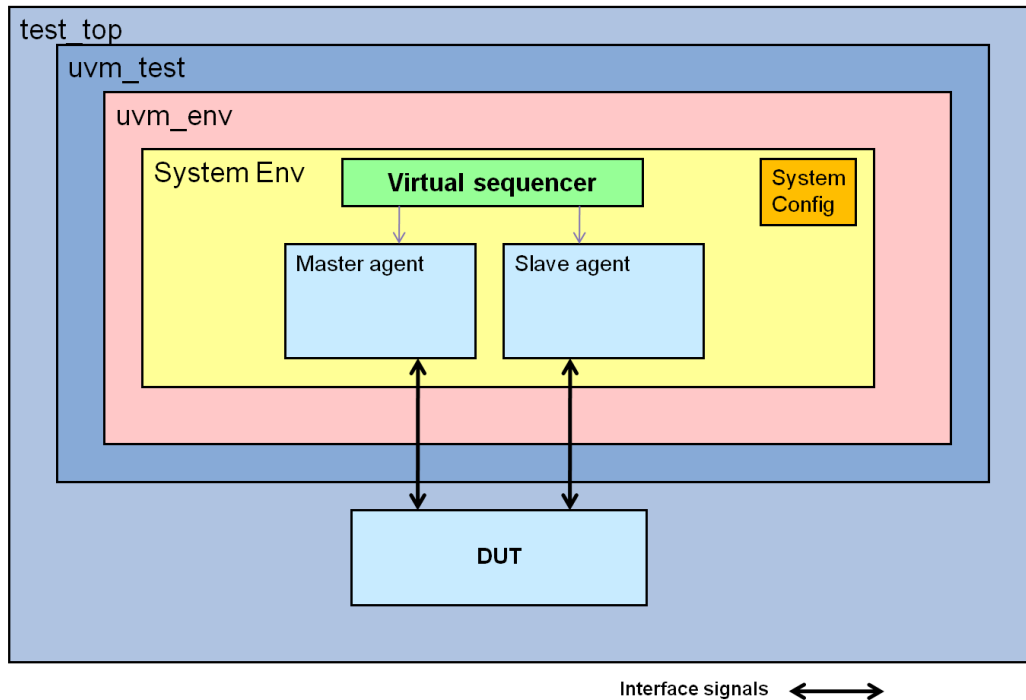 test_top
uvm_test
uvm_env
System Env
Virtual sequencer
System
Config
Master agent
Slave agent
DUT
Interface signals